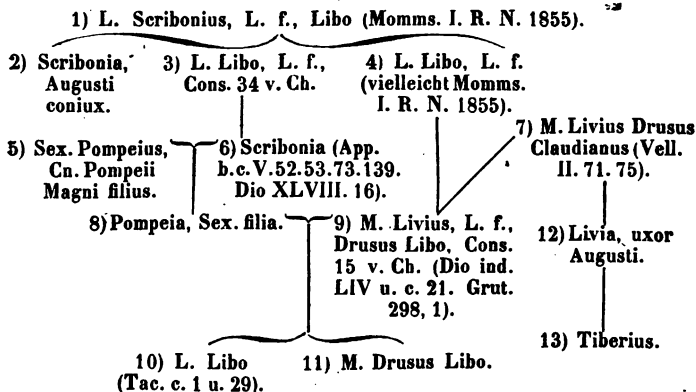 1) L. Scribonius, L. f., Libo (Momms. I. R. N. 1855).
2) Scribonia,
Augusti
coniux.
3) L. Libo, L. f.,
Cons. 34 v. Ch.
4) L. Libo, L. f.
(vielleicht Momms.
I. R. N. 1855).
5) Sex. Pompeius,
Cn. Pompeii
Magni filius.
6) Scribonia (App.
b.c. V. 52. 53. 73. 139.
Dio XLVIII. 16).
7) M. Livius Drusus
Claudianus (Vell.
II. 71. 75).
8) Pompeia, Sex. filia.
9) M. Livius, L. f.,
Drusus Libo, Cons.
15 v. Ch. (Dio ind.
LIV u. c. 21. Grut.
298, 1).
12) Livia, uxor
Augusti.
13) Tiberius.
10) L. Libo
(Tac. c. 1 u. 29).
11) M. Drusus Libo.